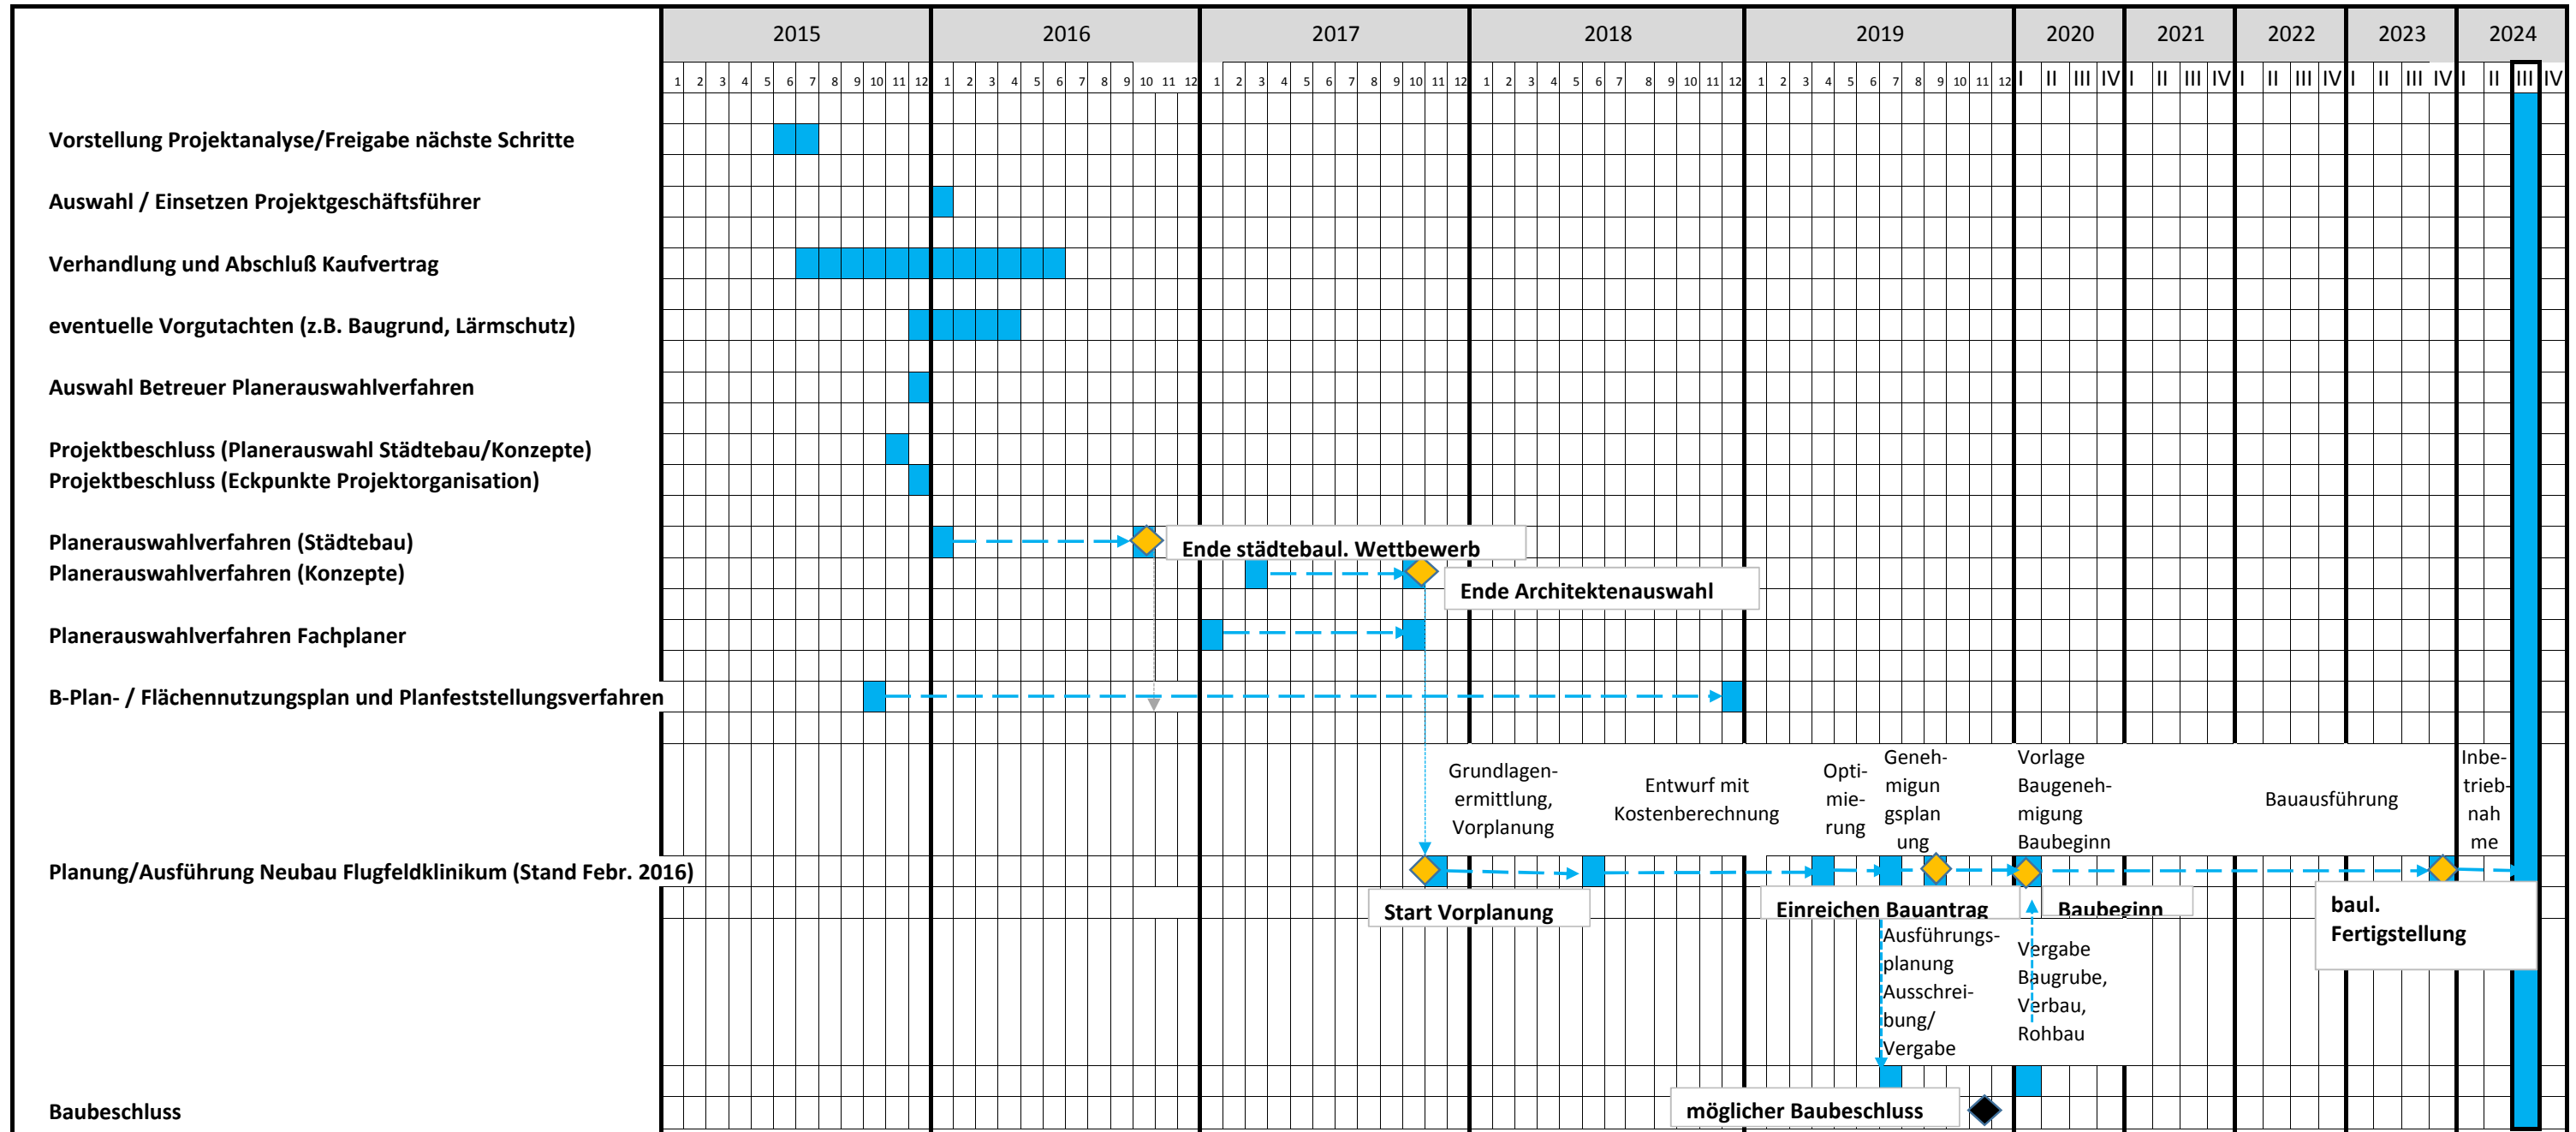 2015 2016 2017 2018 2019 2020 2021 2022 2023 2024
1 2 3 4 5 6 7 8 9 10 11 12 1 2 3 4 5 6 7 8 9 10 11 12 1 2 3 4 5 6 7 8 9 10 11 12 1 2 3 4 5 6 7 8 9 10 11 12 1 2 3 4 5 6 7 8 9 10 11 12 I II III IV I II III IV I II III IV I II III IV I II III IV
Vorstellung Projektanalyse/Freigabe nächste Schritte
Auswahl / Einsetzen Projektgeschäftsführer
Verhandlung und Abschluß Kaufvertrag
eventuelle Vorgutachten (z.B. Baugrund, Lärmschutz)
Auswahl Betreuer Planerauswahlverfahren
Projektbeschluss (Planerauswahl Städtebau/Konzepte)
Projektbeschluss (Eckpunkte Projektorganisation)
Planerauswahlverfahren (Städtebau)
Ende städtebaul. Wettbewerb
Planerauswahlverfahren (Konzepte)
Ende Architektenauswahl
Planerauswahlverfahren Fachplaner
B-Plan- / Flächennutzungsplan und Planfeststellungsverfahren
Grundlagen-
ermittlung,
Vorplanung
Entwurf mit
Kostenberechnung
Opti-
mie-
rung
Geneh-
migun
gsplan
ung
Vorlage
Baugeneh-
migung
Baubeginn
Bauausführung
Inbe-
trieb-
nah
me
Planung/Ausführung Neubau Flugfeldklinikum (Stand Febr. 2016)
Start Vorplanung
Einreichen Bauantrag
Baubeginn
baul.
Fertigstellung
Ausführungs-
planung
Ausschrei-
bung/
Vergabe
Vergabe
Baugrube,
Verbau,
Rohbau
Baubeschluss
möglicher Baubeschluss